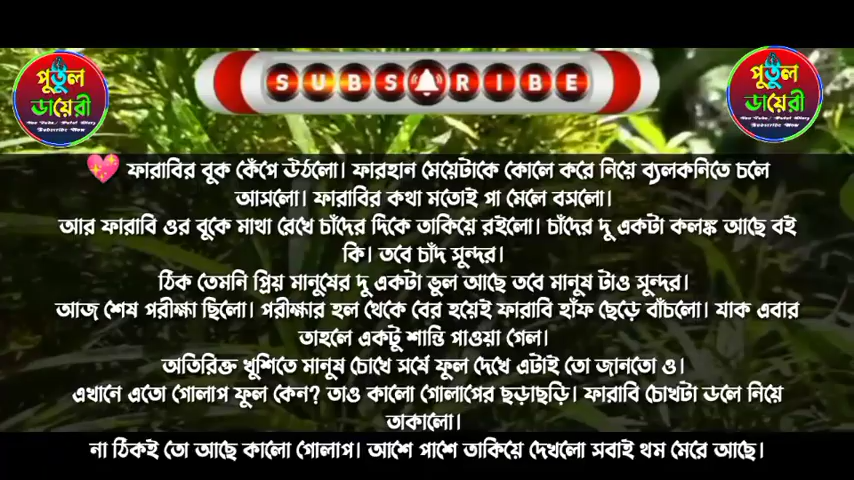 পুতুল
ডায়েরী
SUBSCRIBE
পুতুল
ডায়েরী
ফারাবির বুক কেঁপে উঠলো। ফারহান মেয়েটাকে কোলে করে নিয়ে ব্যলকনিতে চলে
আসলো। ফারাবির কথা মতোই পা মেলে বসলো।
আর ফারাবি ওর বুকে মাথা রেখে চাঁদের দিকে তাকিয়ে রইলো। চাঁদের দু একটা কলঙ্ক আছে বই
কি। তবে চাঁদ সুন্দর।
ঠিক তেমনি প্রিয় মানুষের দু একটা ভুল আছে তবে মানুষ টাও সুন্দর।
আজ শেষ পরীক্ষা ছিলো। পরীক্ষার হল থেকে বের হয়েই ফারাবি হাঁফ ছেড়ে বাঁচলো। যাক এবার
তাহলে একটু শান্তি পাওয়া গেল।
অতিরিক্ত খুশিতে মানুষ চোখে সর্ষে ফুল দেখে এটাই তো জানতো ও।
এখানে এতো গোলাপ ফুল কেন? তাও কালো গোলাপের ছড়াছড়ি। ফারাবি চোখটা ডলে নিয়ে
তাকালো।
না ঠিকই তো আছে কালো গোলাপ। আশে পাশে তাকিয়ে দেখলো সবাই থম মেরে আছে।